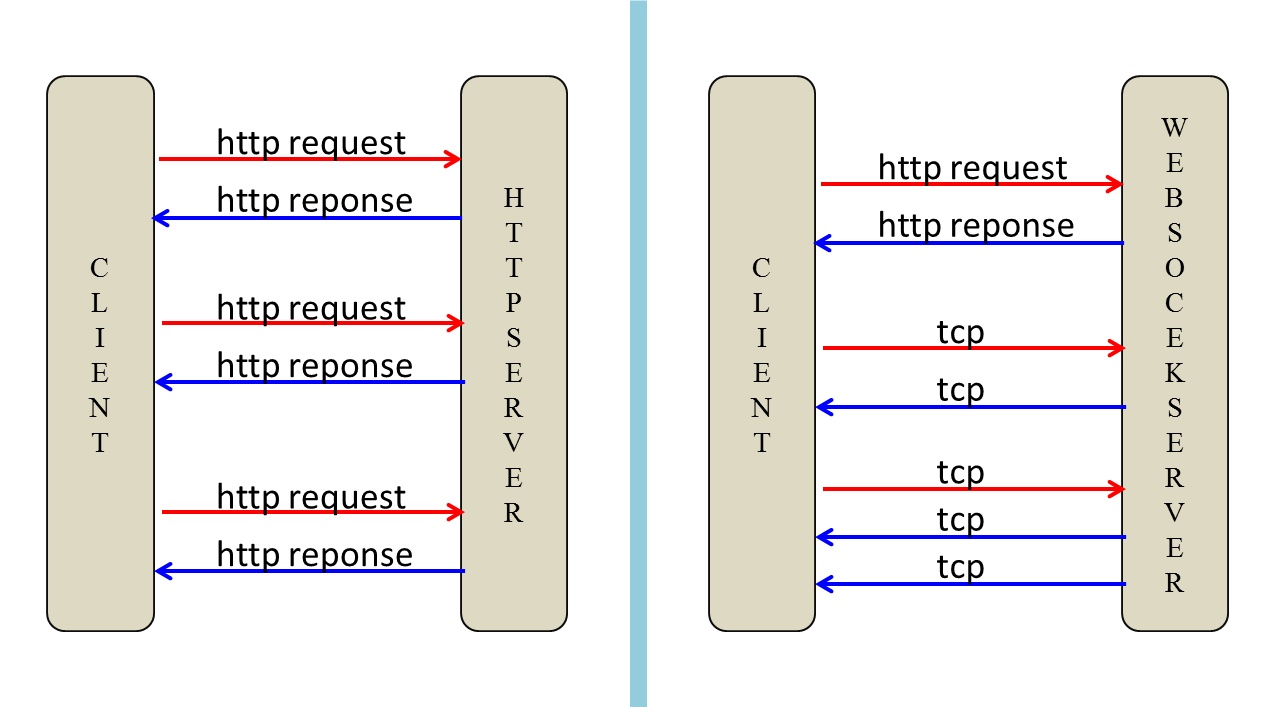 CLIENT
http request
http reponse
http request
http reponse
http request
http reponse
HTTPSERVER
CLIENT
http request
http reponse
tcp
tcp
tcp
tcp
tcp
WEBSOCEKSERVER